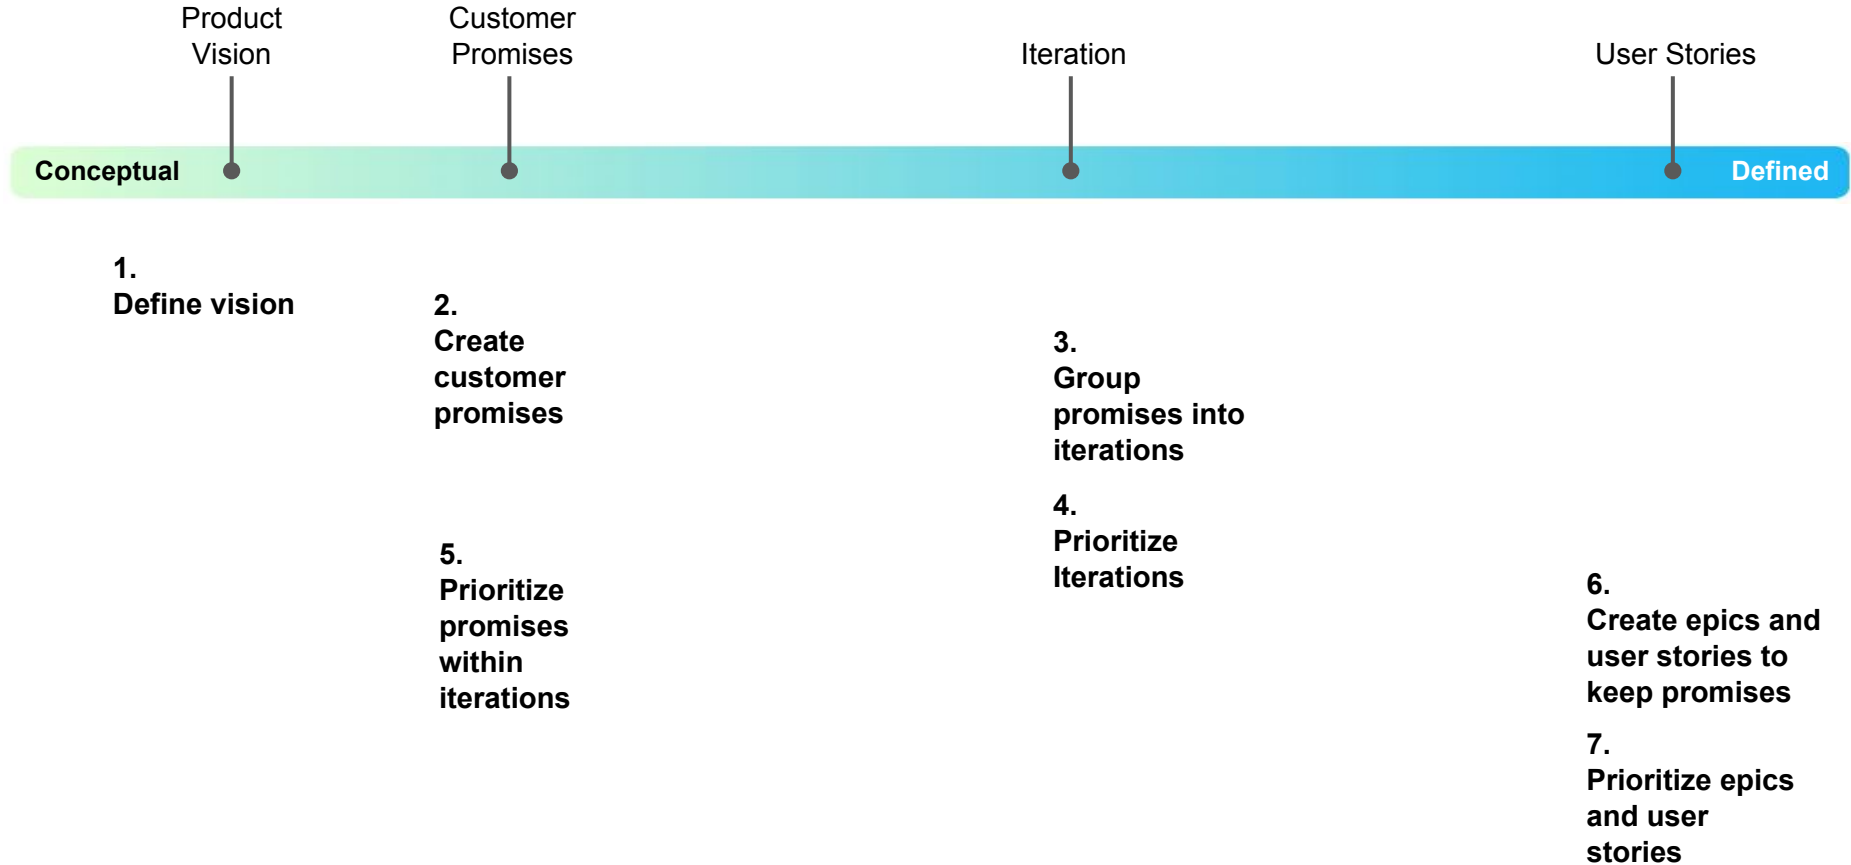 Product
Vision
Customer
Promises
Iteration
User Stories
Conceptual
Defined
1.
Define vision
2.
Create
customer
promises
3.
Group
promises into
iterations
4.
Prioritize
Iterations
5.
Prioritize
promises
within
iterations
6.
Create epics and
user stories to
keep promises
7.
Prioritize epics
and user
stories